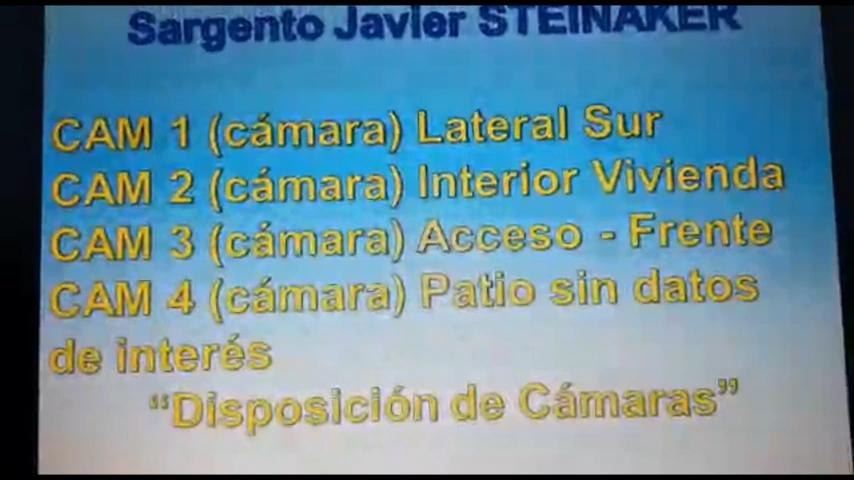 Sargento Javier STEINAKER
CAM 1 (cámara) Lateral Sur
CAM 2 (cámara) Interior Vivienda
CAM 3 (cámara) Acceso - Frente
CAM 4 (cámara) Patio sin datos
de interés
“Disposición de Cámaras”